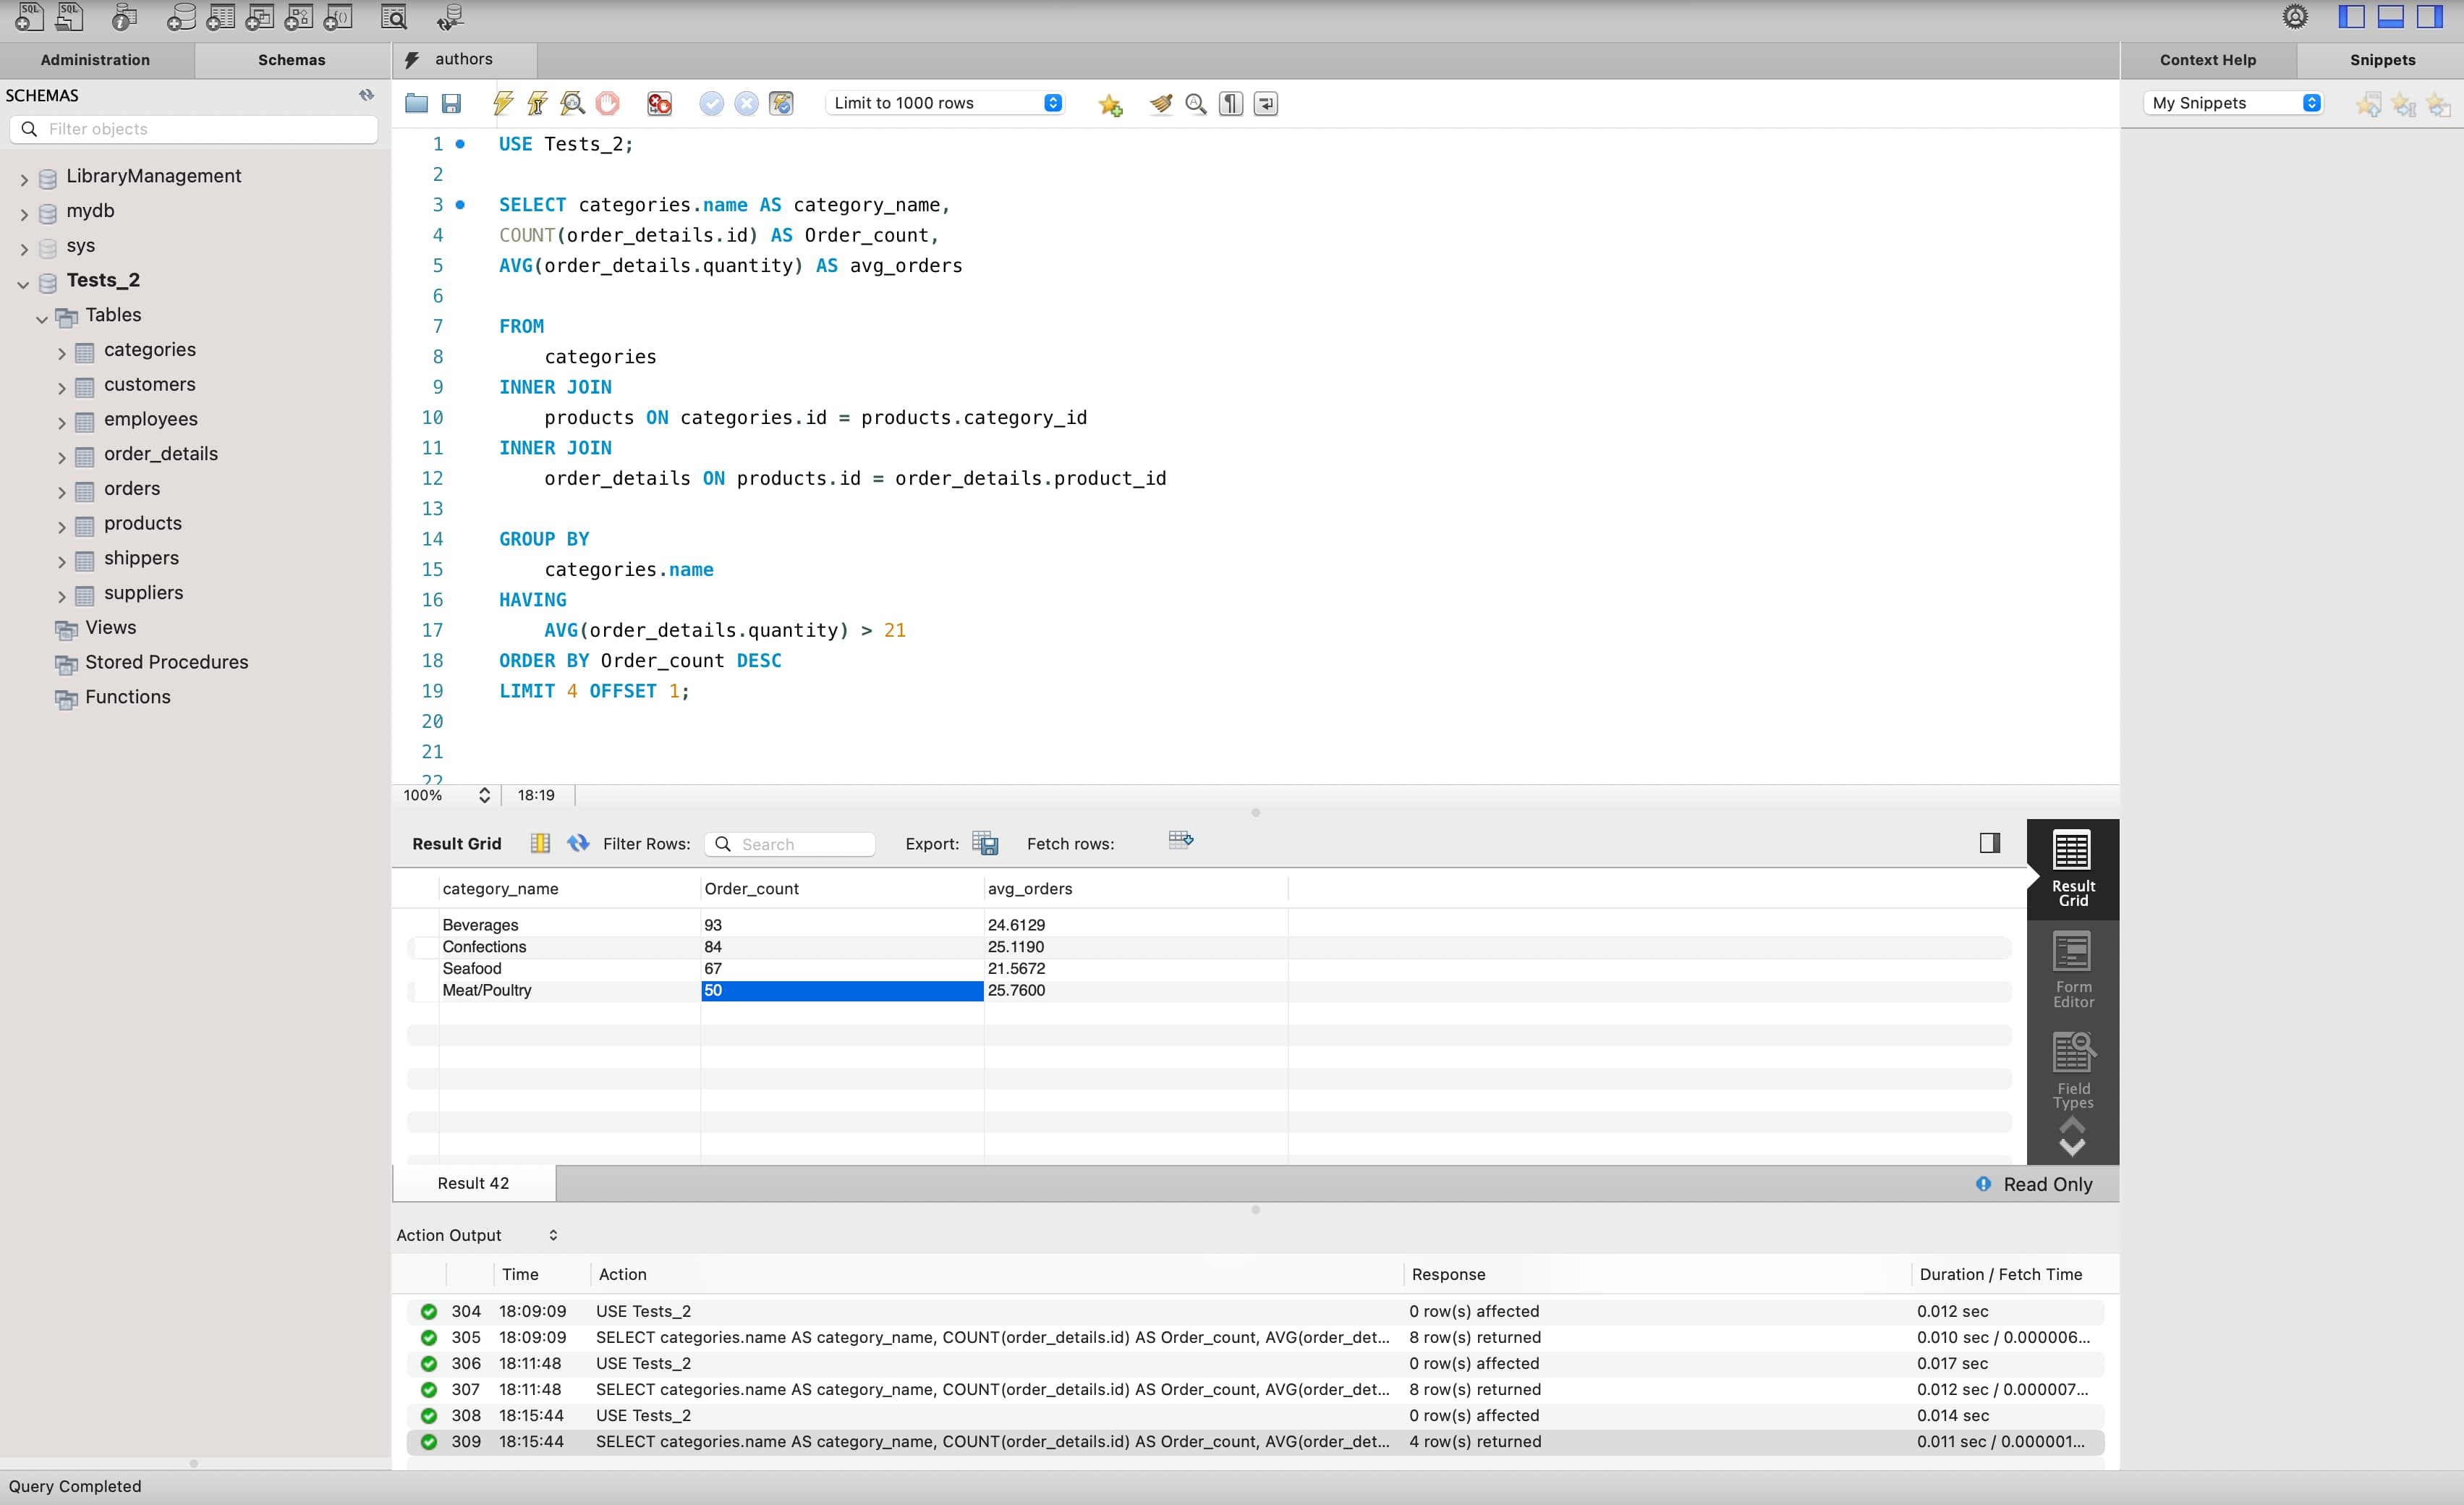 SQL SQL
Administration Schemas authors Context Help Snippets
SCHEMAS
Filter objects
Limit to 1000 rows
My Snippets
LibraryManagement
mydb
sys
Tests_2
Tables
categories
customers
employees
order_details
orders
products
shippers
suppliers
Views
Stored Procedures
Functions
1 USE Tests_2;
2
3 SELECT categories.name AS category_name,
4 COUNT(order_details.id) AS Order_count,
5 AVG(order_details.quantity) AS avg_orders
6
7 FROM
8 categories
9 INNER JOIN
10 products ON categories.id = products.category_id
11 INNER JOIN
12 order_details ON products.id = order_details.product_id
13
14 GROUP BY
15 categories.name
16 HAVING
17 AVG(order_details.quantity) > 21
18 ORDER BY Order_count DESC
19 LIMIT 4 OFFSET 1;
20
21
22
100% 18:19
Result Grid Filter Rows: Search Export: Fetch rows:
category_name Order_count avg_orders
Beverages 93 24.6129
Confections 84 25.1190
Seafood 67 21.5672
Meat/Poultry 50 25.7600
Result
Grid
Form
Editor
Field
Types
Result 42 Read Only
Action Output
Time Action Response Duration / Fetch Time
304 18:09:09 USE Tests_2 0 row(s) affected 0.012 sec
305 18:09:09 SELECT categories.name AS category_name, COUNT(order_details.id) AS Order_count, AVG(order_det... 8 row(s) returned 0.010 sec / 0.000006...
306 18:11:48 USE Tests_2 0 row(s) affected 0.017 sec
307 18:11:48 SELECT categories.name AS category_name, COUNT(order_details.id) AS Order_count, AVG(order_det... 8 row(s) returned 0.012 sec / 0.000007...
308 18:15:44 USE Tests_2 0 row(s) affected 0.014 sec
309 18:15:44 SELECT categories.name AS category_name, COUNT(order_details.id) AS Order_count, AVG(order_det... 4 row(s) returned 0.011 sec / 0.000001...
Query Completed